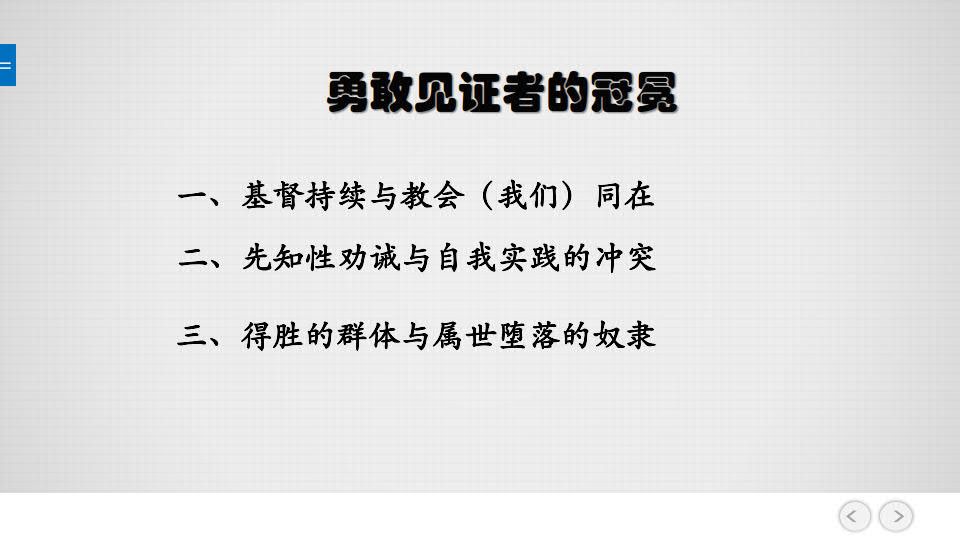 勇敢见证者的冠冕
一、基督持续与教会（我们）同在
二、先知性劝诫与自我实践的冲突
三、得胜的群体与属世堕落的奴隶